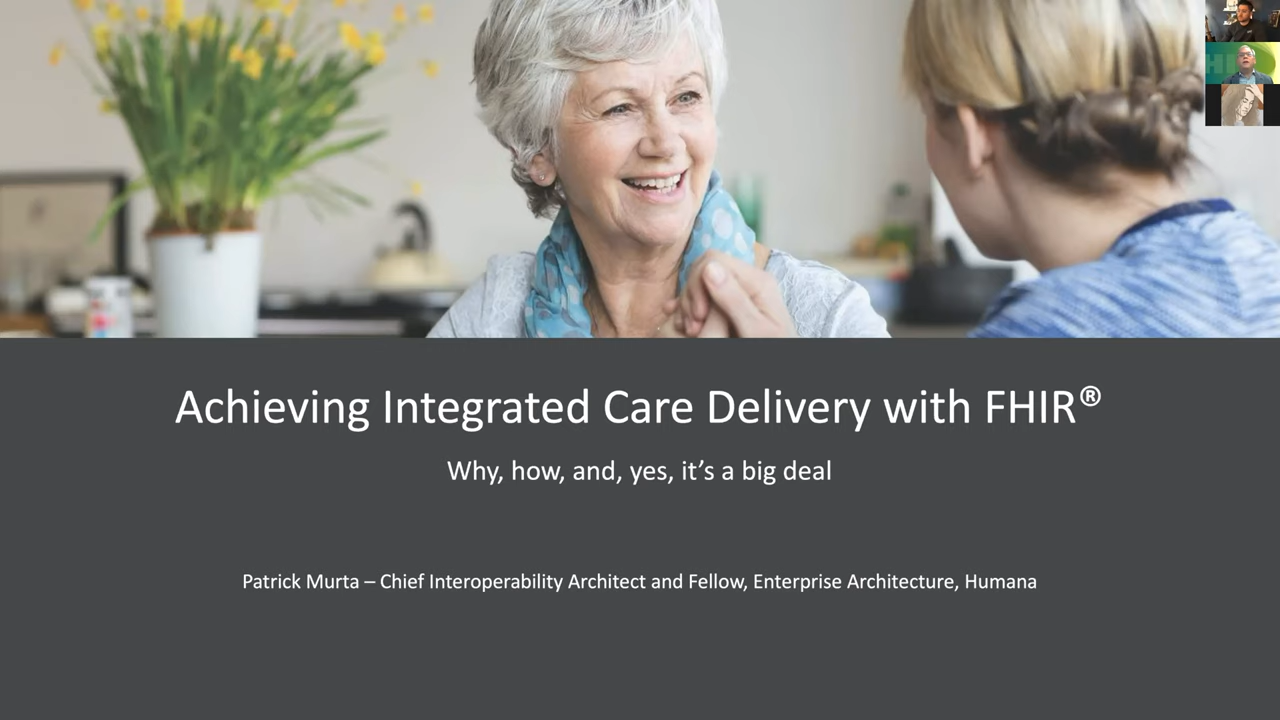 Achieving Integrated Care Delivery with FHIR®
Why, how, and, yes, it's a big deal
Patrick Murta – Chief Interoperability Architect and Fellow, Enterprise Architecture, Humana